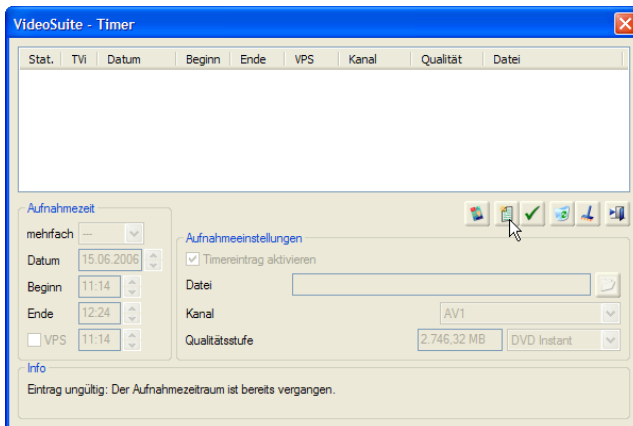 VideoSuite - Timer
Stat. TVi Datum Beginn Ende VPS Kanal Qualität Datei
Aufnahmezeit
mehrfach ---
Datum 15.06.2006
Beginn 11:14
Ende 12:24
VPS 11:14
Aufnahmeeinstellungen
Timereintrag aktivieren
Datei
Kanal AV1
Qualitätsstufe 2.746,32 MB DVD Instant
Info
Eintrag ungültig: Der Aufnahmezeitraum ist bereits vergangen.